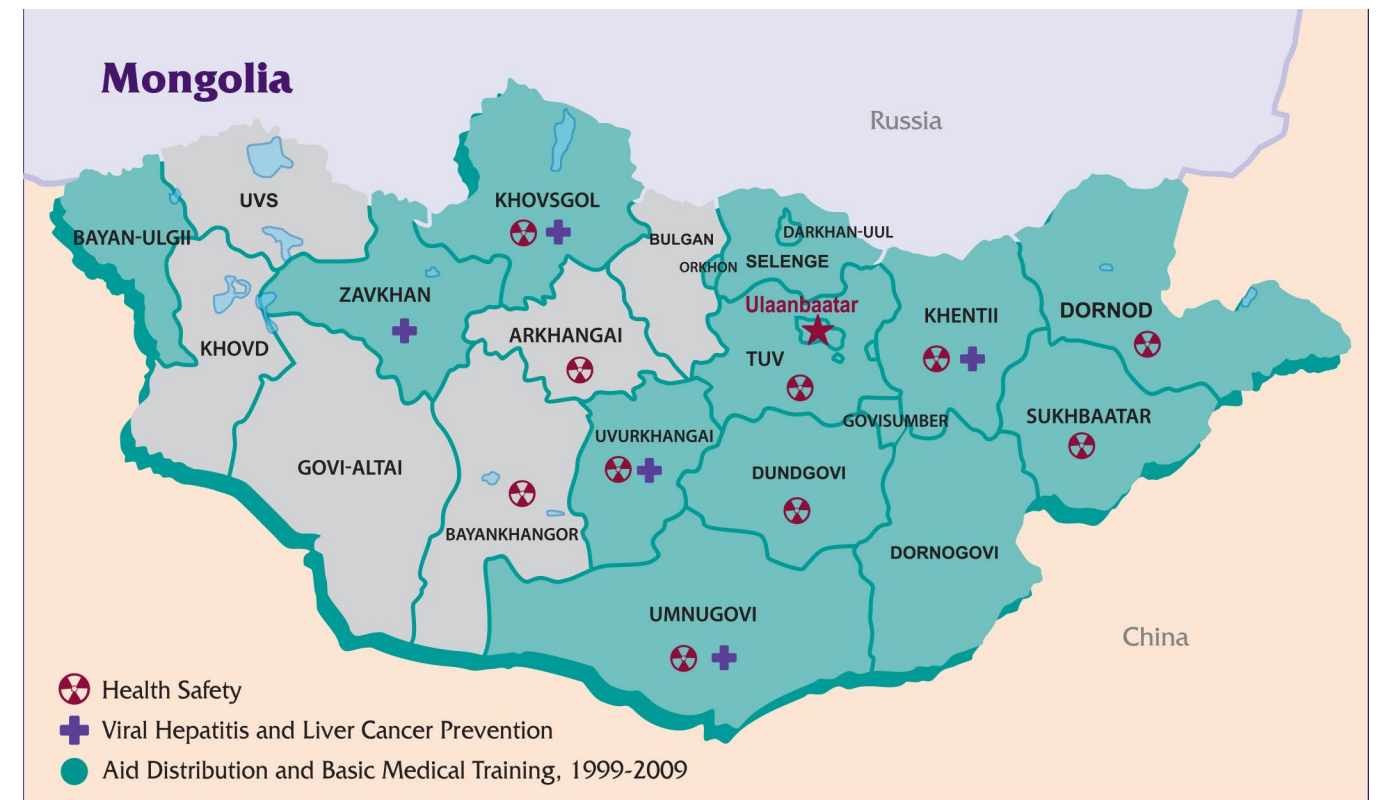 Mongolia
Russia
UVS
KHOVSGOL
BAYAN-ULGII
BULGAN
DARKHAN-UUL
ORKHON
SELENGE
ZAVKHAN
Ulaanbaatar
KHENTII
DORNOD
KHOVD
ARKHANGAI
TUV
GOVISUMBER
SUKHBAATAR
UVURKHANGAI
GOVI-ALTAI
DUNDGOVI
BAYANKHANGOR
DORNOGOVI
UMNUGOVI
China
Health Safety
Viral Hepatitis and Liver Cancer Prevention
Aid Distribution and Basic Medical Training, 1999-2009